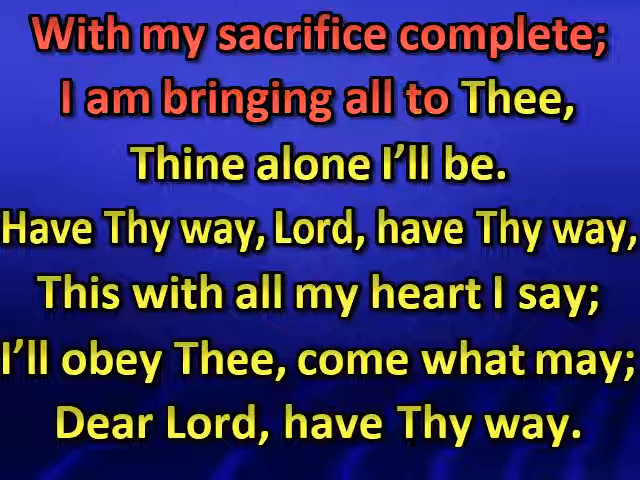 With my sacrifice complete;
I am bringing all to Thee,
Thine alone I’ll be.
Have Thy way, Lord, have Thy way,
This with all my heart I say;
I’ll obey Thee, come what may;
Dear Lord, have Thy way.